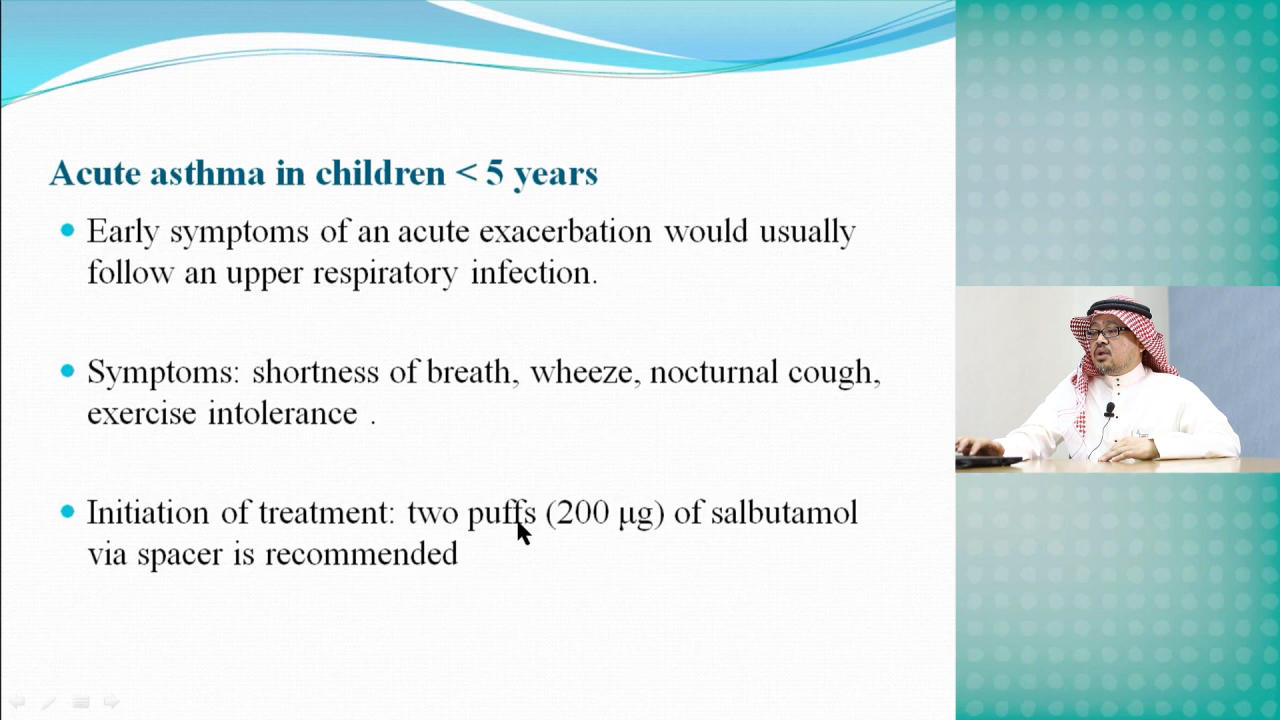 Acute asthma in children < 5 years
Early symptoms of an acute exacerbation would usually
follow an upper respiratory infection.
Symptoms: shortness of breath, wheeze, nocturnal cough,
exercise intolerance .
Initiation of treatment: two puffs (200 µg) of salbutamol
via spacer is recommended